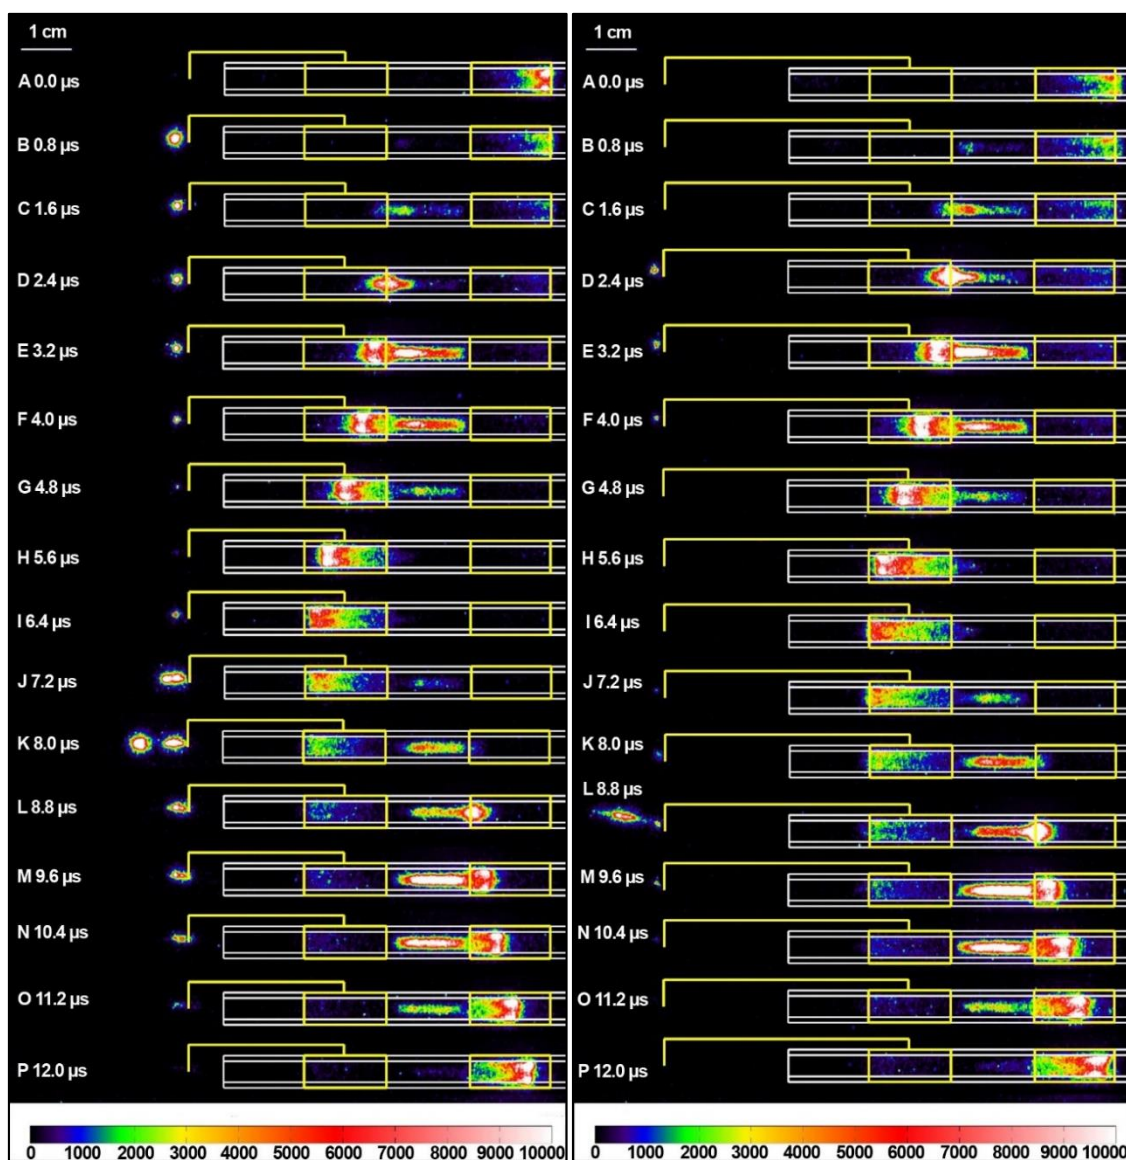 1 cm
A 0.0 µs
B 0.8 µs
C 1.6 µs
D 2.4 µs
E 3.2 µs
F 4.0 µs
G 4.8 µs
H 5.6 µs
I 6.4 µs
J 7.2 µs
K 8.0 µs
L 8.8 µs
M 9.6 µs
N 10.4 µs
O 11.2 µs
P 12.0 µs
0 1000 2000 3000 4000 5000 6000 7000 8000 9000 10000
1 cm
A 0.0 µs
B 0.8 µs
C 1.6 µs
D 2.4 µs
E 3.2 µs
F 4.0 µs
G 4.8 µs
H 5.6 µs
I 6.4 µs
J 7.2 µs
K 8.0 µs
L 8.8 µs
M 9.6 µs
N 10.4 µs
O 11.2 µs
P 12.0 µs
0 1000 2000 3000 4000 5000 6000 7000 8000 9000 10000